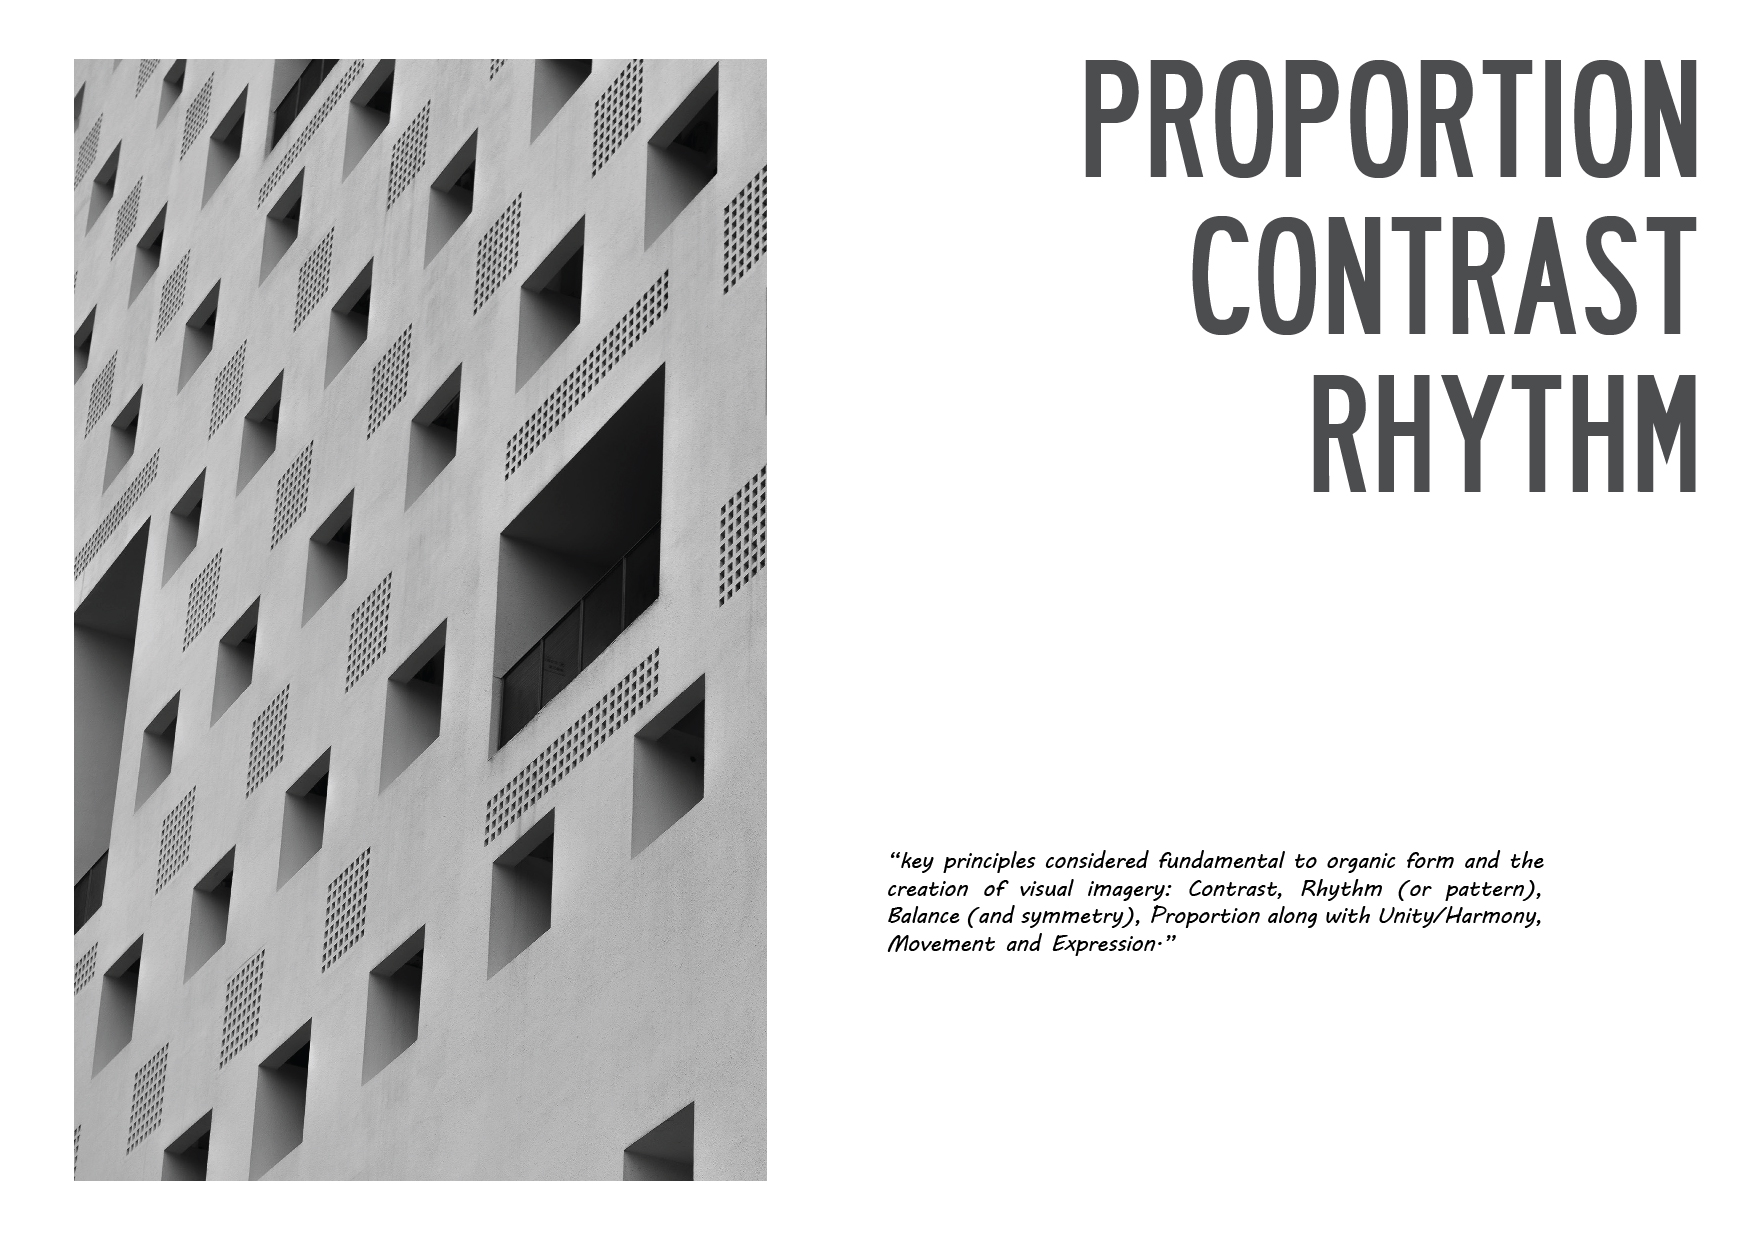 PROPORTION
CONTRAST
RHYTHM
“key principles considered fundamental to organic form and the
creation of visual imagery: Contrast, Rhythm (or pattern),
Balance (and symmetry), Proportion along with Unity/Harmony,
Movement and Expression.”